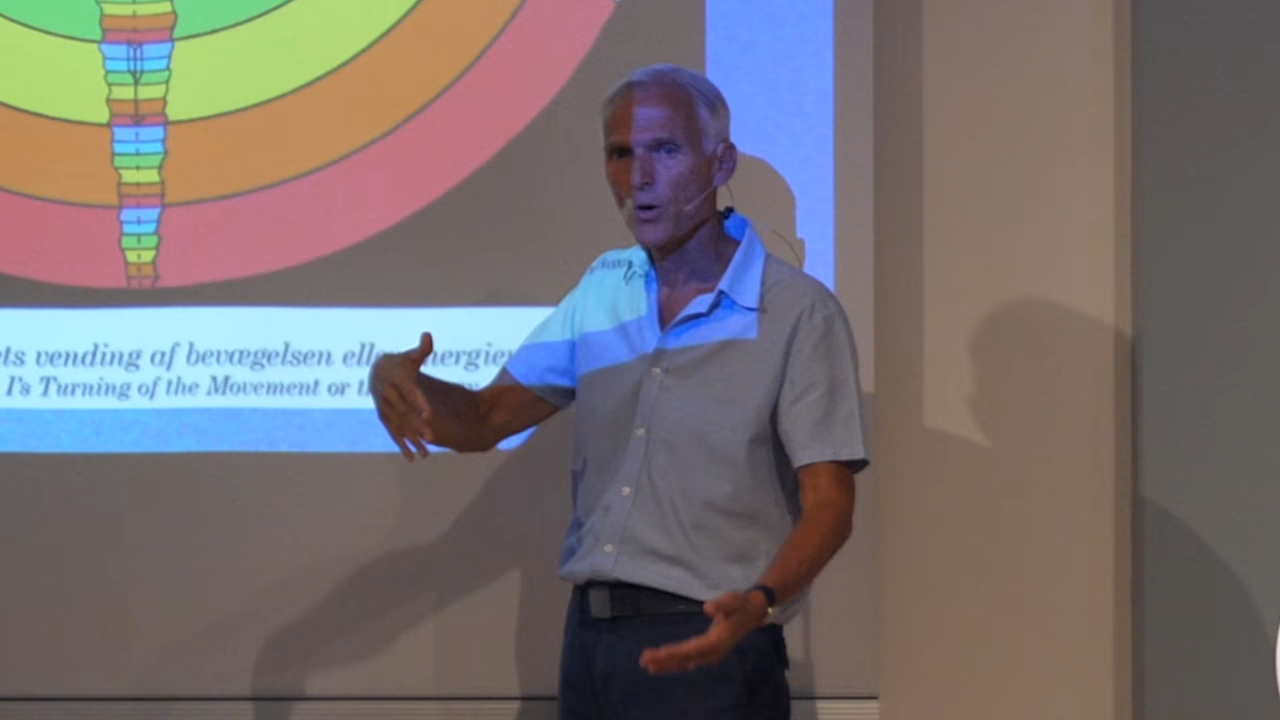 ets vending af bevægelsen
I's Turning of the Movement or